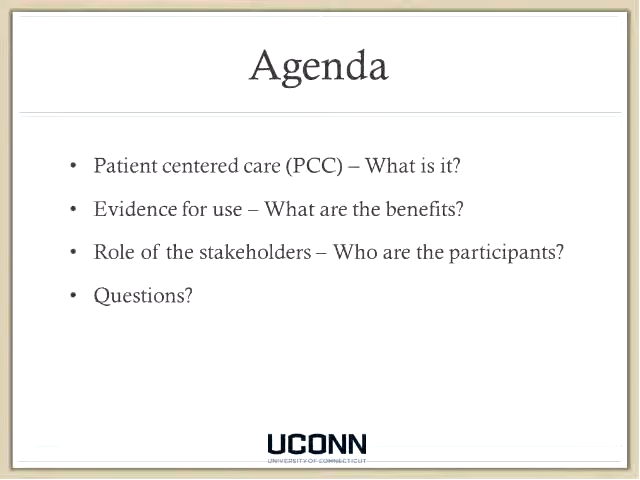 Agenda
• Patient centered care (PCC) – What is it?
• Evidence for use – What are the benefits?
• Role of the stakeholders – Who are the participants?
• Questions?
UCONN
UNIVERSITY OF CONNECTICUT